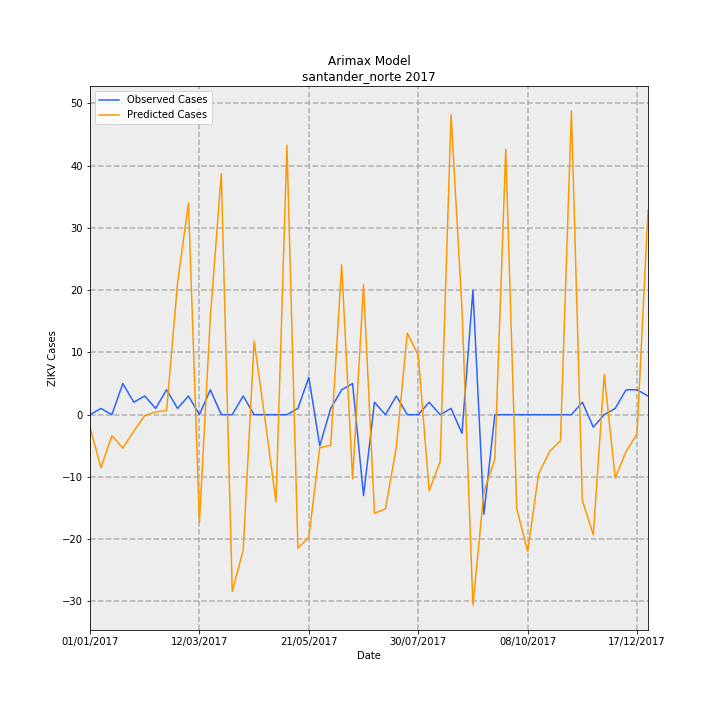 Arimax Model
santander_norte 2017
Observed Cases
Predicted Cases
50
40
30
20
10
0
−10
−20
−30
ZIKV Cases
01/01/2017 12/03/2017 21/05/2017 30/07/2017 08/10/2017 17/12/2017
Date